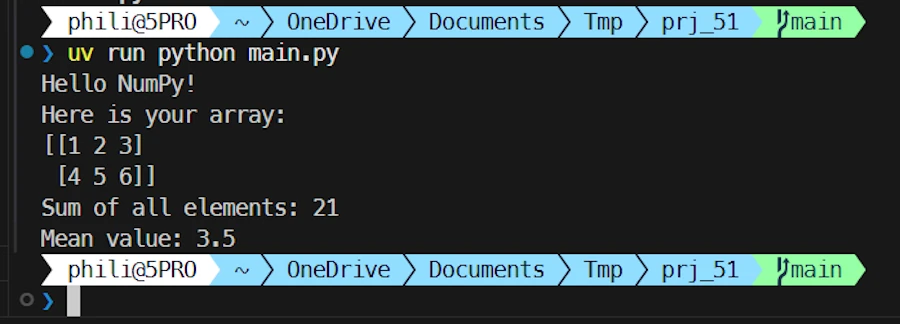 phili@5PRO ~ OneDrive Documents Tmp prj_51 main
❯ uv run python main.py
Hello NumPy!
Here is your array:
[[1 2 3]
 [4 5 6]]
Sum of all elements: 21
Mean value: 3.5
phili@5PRO ~ OneDrive Documents Tmp prj_51 main
❯